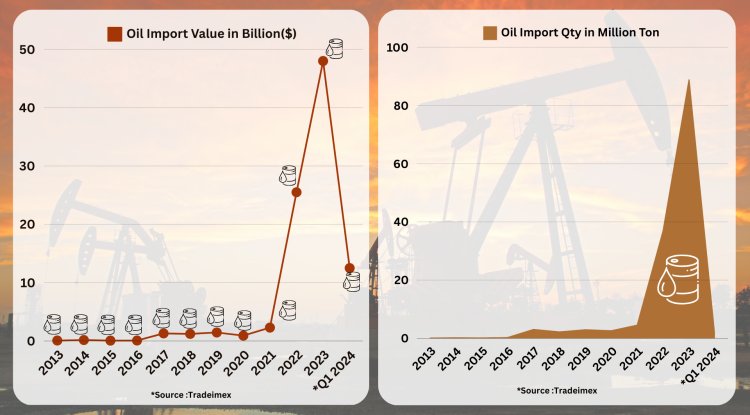 Oil Import Value in Billion($)
50
40
30
20
10
0
2013 2014 2015 2016 2017 2018 2019 2020 2021 2022 2023 *Q1 2024
*Source :Tradeimex
Oil Import Qty in Million Ton
100
80
60
40
20
0
2013 2014 2015 2016 2017 2018 2019 2020 2021 2022 2023 *Q1 2024
*Source :Tradeimex